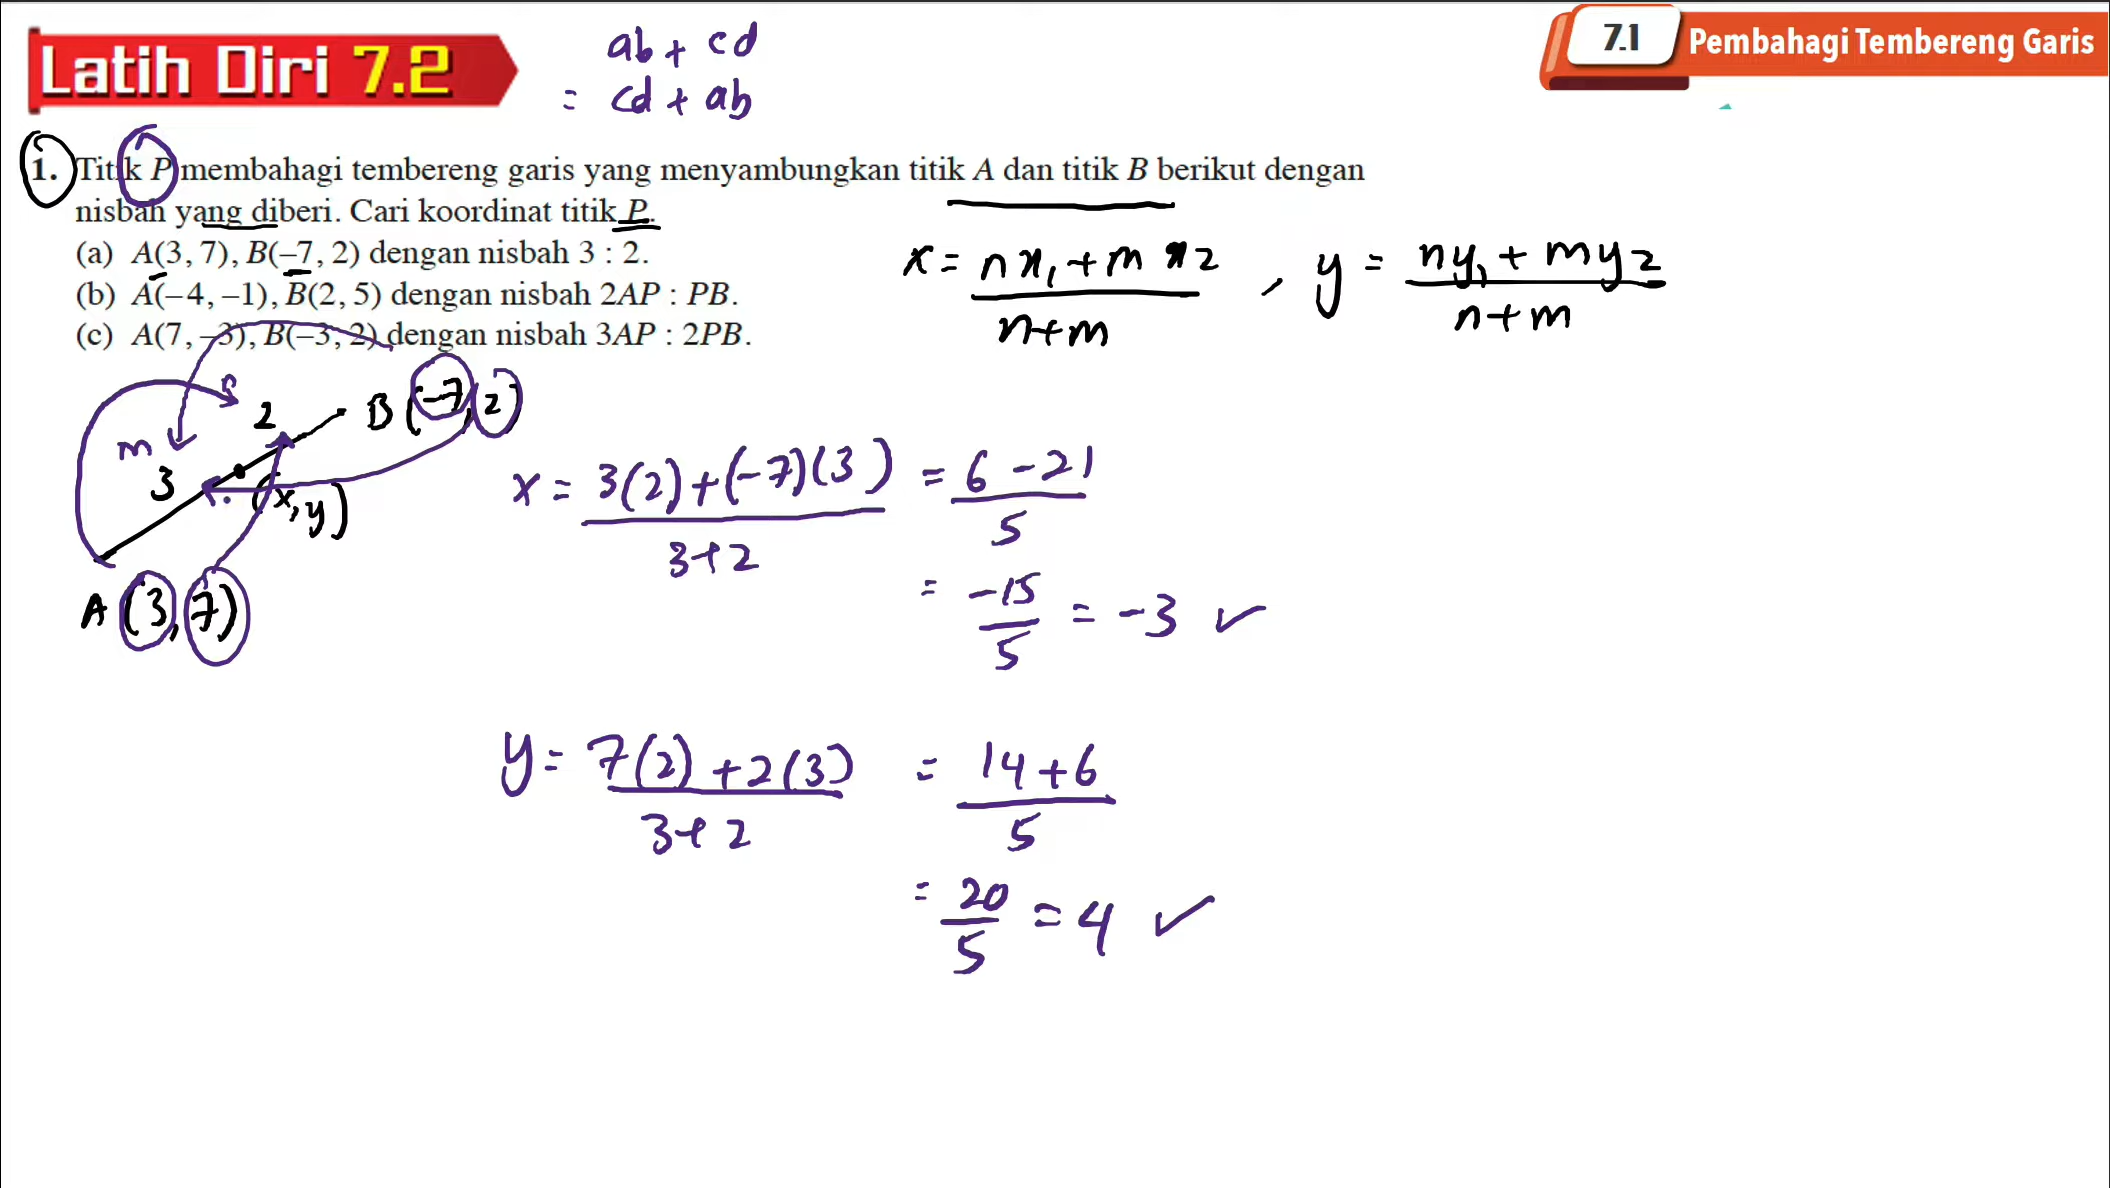 Latih Diri 7.2
7.1 Pembahagi Tembereng Garis
ab + cd
= cd + ab
1. Titik P membahagi tembereng garis yang menyambungkan titik A dan titik B berikut dengan
nisbah yang diberi. Cari koordinat titik P.
(a) A(3, 7), B(–7, 2) dengan nisbah 3 : 2.
(b) A(–4, –1), B(2, 5) dengan nisbah 2AP : PB.
(c) A(7, –3), B(–3, 2) dengan nisbah 3AP : 2PB.
x = nx1 + mx2 / n+m , y = ny1 + my2 / n+m
n
2 B (-7, 2)
m
3 (x, y)
A (3, 7)
x = 3(2) + (-7)(3) / 3+2 = 6 - 21 / 5
= -15 / 5 = -3 ✓
y = 7(2) + 2(3) / 3+2 = 14 + 6 / 5
= 20 / 5 = 4 ✓